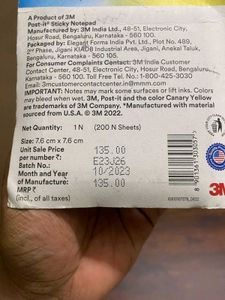 A Product of 3M
Post-it® Sticky Notepad
Manufactured by: 3M India Ltd., 48-51, Electronic City,
Hosur Road, Bengaluru, Karnataka - 560 100.
Packaged by: Elegant Forms India Pvt. Ltd., Plot No. 489,
2nd Phase, Jigani KIADB Industrial Area, Jigani, Anekal Taluk,
Bengaluru, Karnataka - 560 105.
For Consumer Complaints Contact: 3M India Customer
Contact Center, 48-51, Electronic City, Hosur Road, Bengaluru,
Karnataka - 560 100. Toll Free No.: 1800-425-3030
3mcustomercontactcenter-in@mmm.com
IMPORTANT: Notes may mark some surfaces or lift inks. Colors
may bleed when wet. 3M, Post-it and the color Canary Yellow
are trademarks of 3M Company. *Manufactured with material
sourced from U.S.A. © 3M 2022.
Net Quantity: 1 N (200 N Sheets)
Size: 7.6 cm x 7.6 cm
Unit Sale Price
per number ₹: 135.00
Batch No.: E23J26
Month and Year
of Manufacture: 10/2023
MRP ₹ 135.00
(Incl., of all taxes)
3M